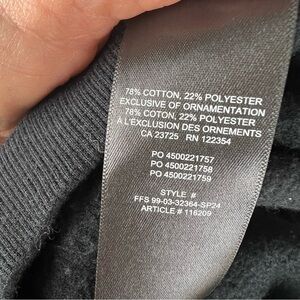 78% COTTON, 22% POLYESTER
EXCLUSIVE OF ORNAMENTATION
78% COTTON, 22% POLYESTER
À L'EXCLUSION DES ORNEMENTS
CA 23725 RN 122354
PO 4500221757
PO 4500221758
PO 4500221759
STYLE #
FFS 99-03-32364-SP24
ARTICLE # 116209